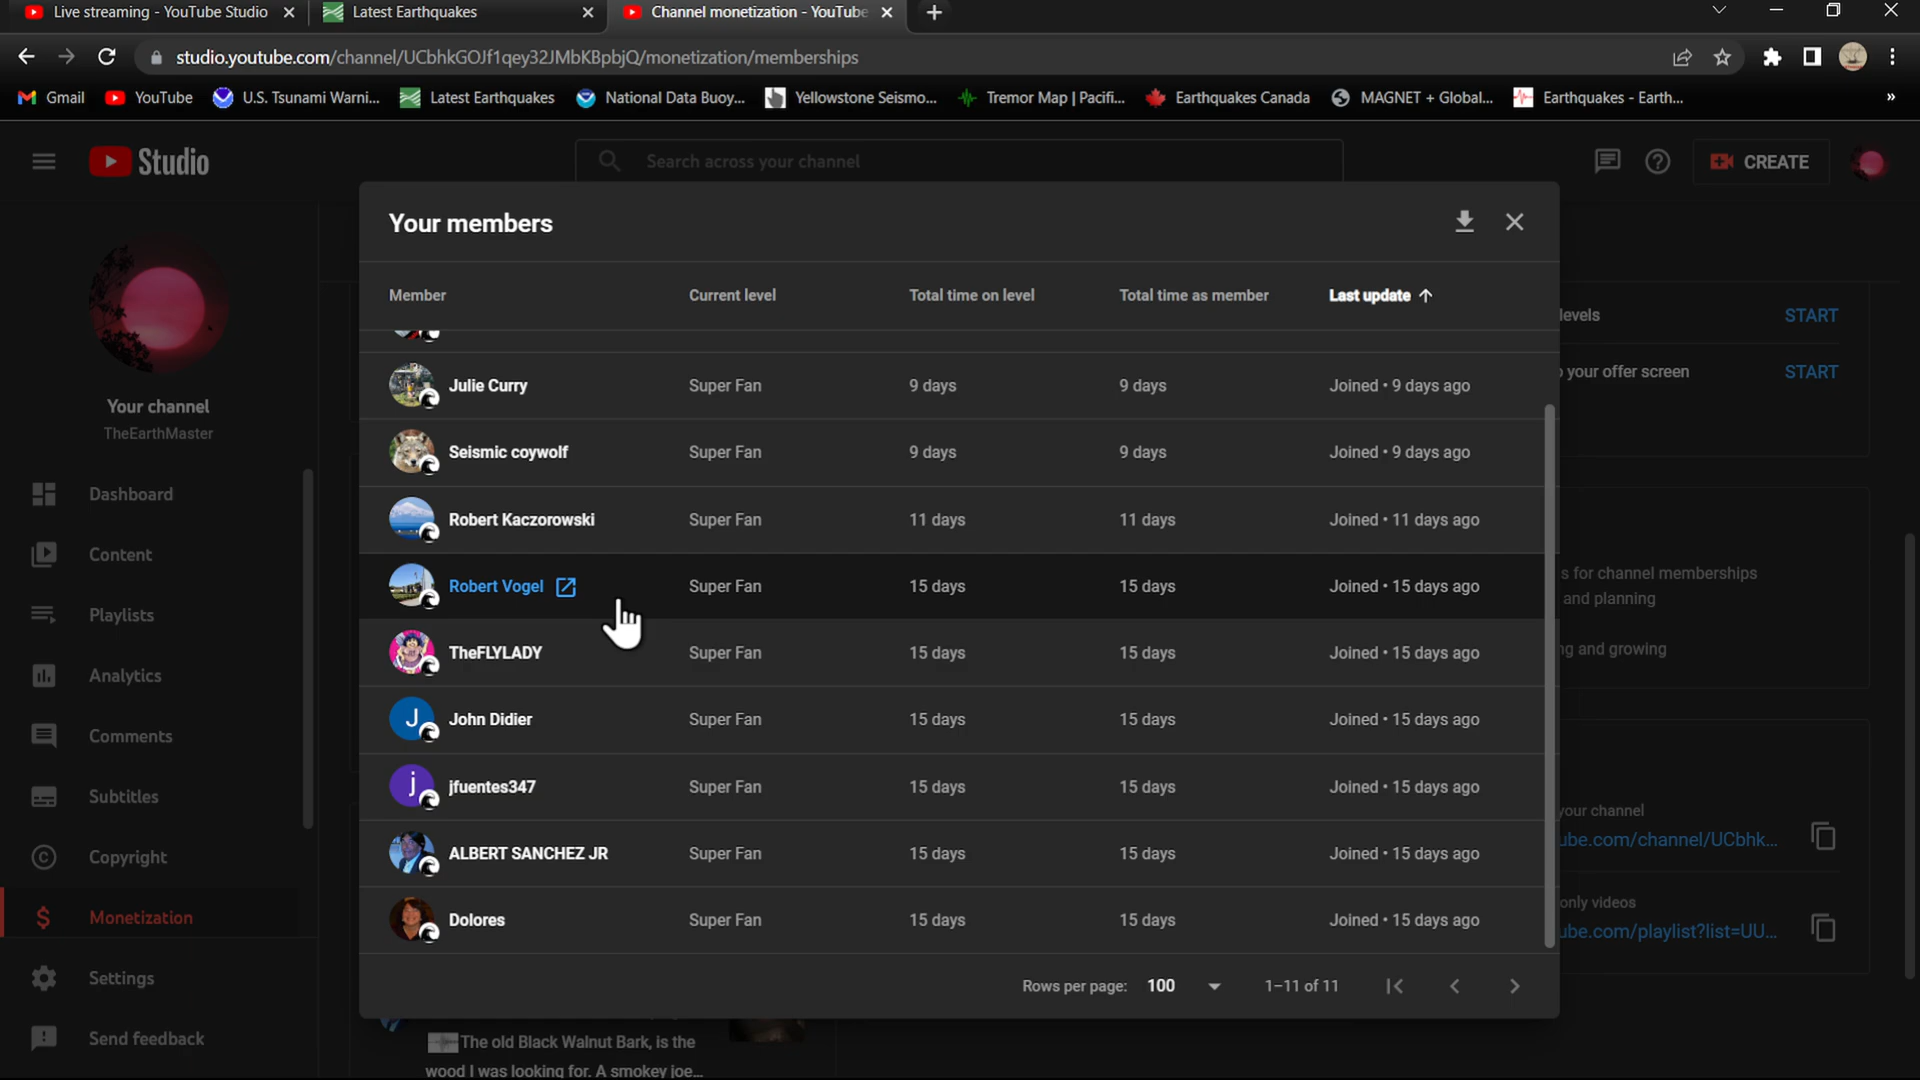 Live streaming - YouTube Studio
Latest Earthquakes
Channel monetization - YouTube
studio.youtube.com/channel/UCbhkGOJf1qey32JMbKBpbjQ/monetization/memberships
Gmail YouTube U.S. Tsunami Warni... Latest Earthquakes National Data Buoy... Yellowstone Seismo... Tremor Map | Pacifi... Earthquakes Canada MAGNET + Global... Earthquakes - Earth... »
Studio
Search across your channel
CREATE
Your members
Member Current level Total time on level Total time as member Last update
levels START
Julie Curry Super Fan 9 days 9 days Joined • 9 days ago
your offer screen START
Your channel
TheEarthMaster
Seismic coywolf Super Fan 9 days 9 days Joined • 9 days ago
Dashboard
Robert Kaczorowski Super Fan 11 days 11 days Joined • 11 days ago
Content
s for channel memberships
and planning
Robert Vogel Super Fan 15 days 15 days Joined • 15 days ago
Playlists
TheFLYLADY Super Fan 15 days 15 days Joined • 15 days ago
ng and growing
Analytics
J John Didier Super Fan 15 days 15 days Joined • 15 days ago
Comments
j jfuentes347 Super Fan 15 days 15 days Joined • 15 days ago
Subtitles
your channel
ube.com/channel/UCbhk...
ALBERT SANCHEZ JR Super Fan 15 days 15 days Joined • 15 days ago
Copyright
only videos
ube.com/playlist?list=UU...
Dolores Super Fan 15 days 15 days Joined • 15 days ago
Monetization
Settings
Rows per page: 100 1–11 of 11
Send feedback
The old Black Walnut Bark, is the
wood I was looking for. A smokey joe...